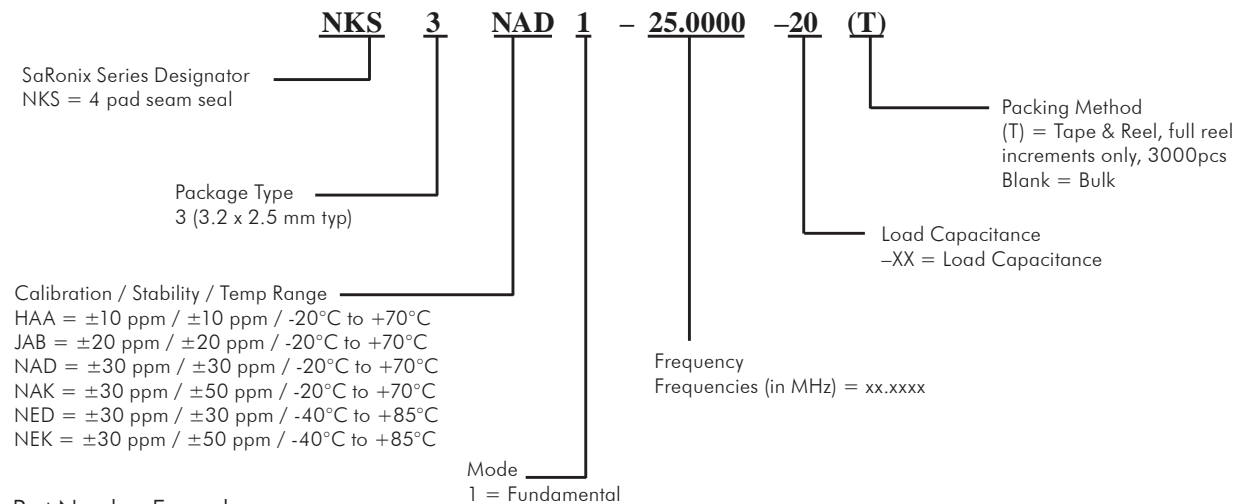 NKS 3 NAD 1 – 25.0000 –20 (T)
SaRonix Series Designator
NKS = 4 pad seam seal
Packing Method
(T) = Tape & Reel, full reel
increments only, 3000pcs
Blank = Bulk
Package Type
3 (3.2 x 2.5 mm typ)
Load Capacitance
–XX = Load Capacitance
Calibration / Stability / Temp Range
HAA = ±10 ppm / ±10 ppm / -20°C to +70°C
JAB = ±20 ppm / ±20 ppm / -20°C to +70°C
NAD = ±30 ppm / ±30 ppm / -20°C to +70°C
NAK = ±30 ppm / ±50 ppm / -20°C to +70°C
NED = ±30 ppm / ±30 ppm / -40°C to +85°C
NEK = ±30 ppm / ±50 ppm / -40°C to +85°C
Frequency
Frequencies (in MHz) = xx.xxxx
Mode
1 = Fundamental